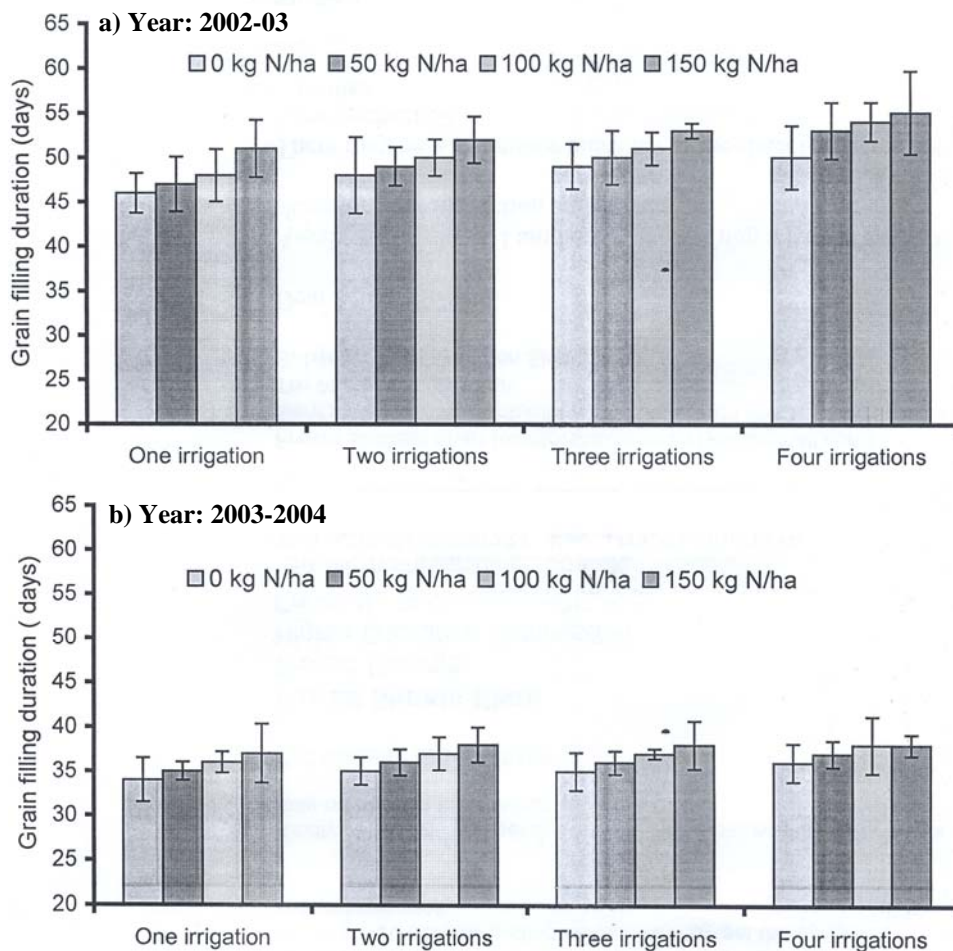 a) Year: 2002-03
Grain filling duration (days)
65
60
55
50
45
40
35
30
25
20
0 kg N/ha 50 kg N/ha 100 kg N/ha 150 kg N/ha
One irrigation Two irrigations Three irrigations Four irrigations
b) Year: 2003-2004
Grain filling duration ( days)
65
60
55
50
45
40
35
30
25
20
0 kg N/ha 50 kg N/ha 100 kg N/ha 150 kg N/ha
One irrigation Two irrigations Three irrigations Four irrigations